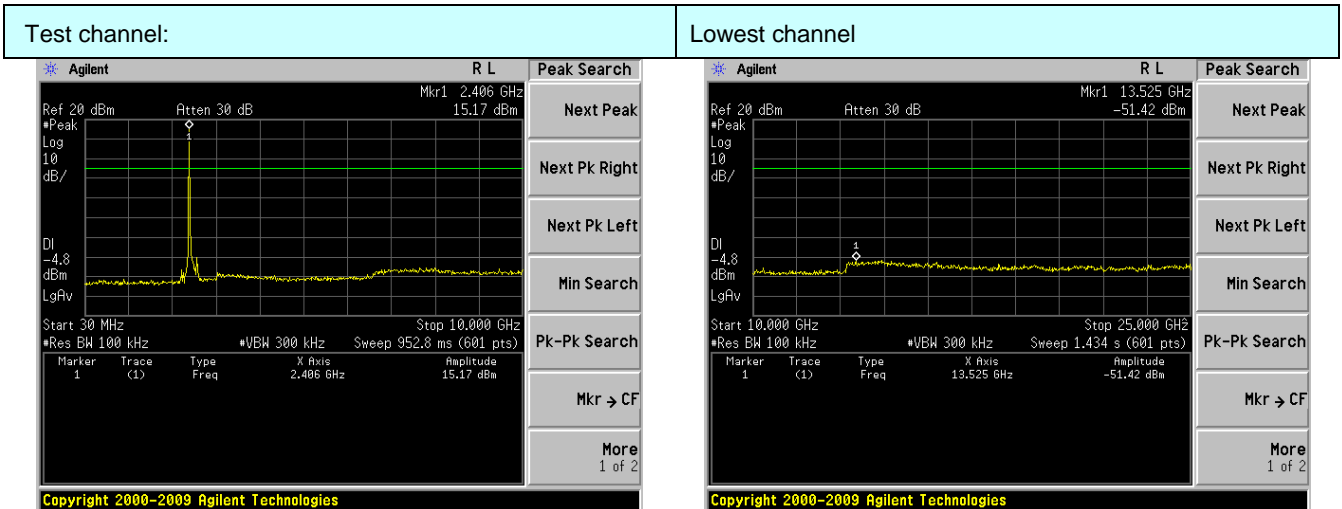 Test channel:
Lowest channel
Agilent
R L
Peak Search
Mkr1 2.406 GHz
Ref 20 dBm
Atten 30 dB
15.17 dBm
#Peak
Log
10
dB/
1
DI
-4.8
dBm
LgAv
Start 30 MHz
Stop 10.000 GHz
#Res BW 100 kHz
#VBW 300 kHz
Sweep 952.8 ms (601 pts)
Marker Trace Type X Axis Amplitude
1 (1) Freq 2.406 GHz 15.17 dBm
Next Peak
Next Pk Right
Next Pk Left
Min Search
Pk-Pk Search
Mkr → CF
More
1 of 2
Copyright 2000-2009 Agilent Technologies
Agilent
R L
Peak Search
Mkr1 13.525 GHz
Ref 20 dBm
Atten 30 dB
-51.42 dBm
#Peak
Log
10
dB/
1
DI
-4.8
dBm
LgAv
Start 10.000 GHz
Stop 25.000 GHẑ
#Res BW 100 kHz
#VBW 300 kHz
Sweep 1.434 s (601 pts)
Marker Trace Type X Axis Amplitude
1 (1) Freq 13.525 GHz -51.42 dBm
Next Peak
Next Pk Right
Next Pk Left
Min Search
Pk-Pk Search
Mkr → CF
More
1 of 2
Copyright 2000-2009 Agilent Technologies